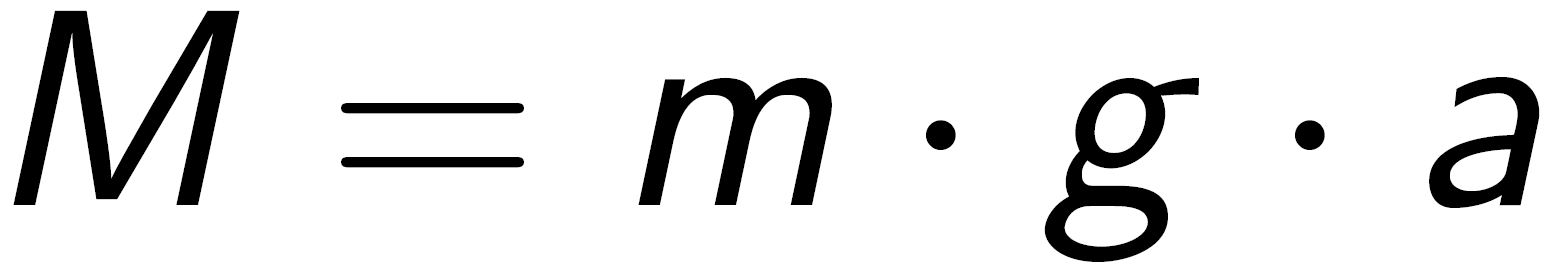 M = m · g · a